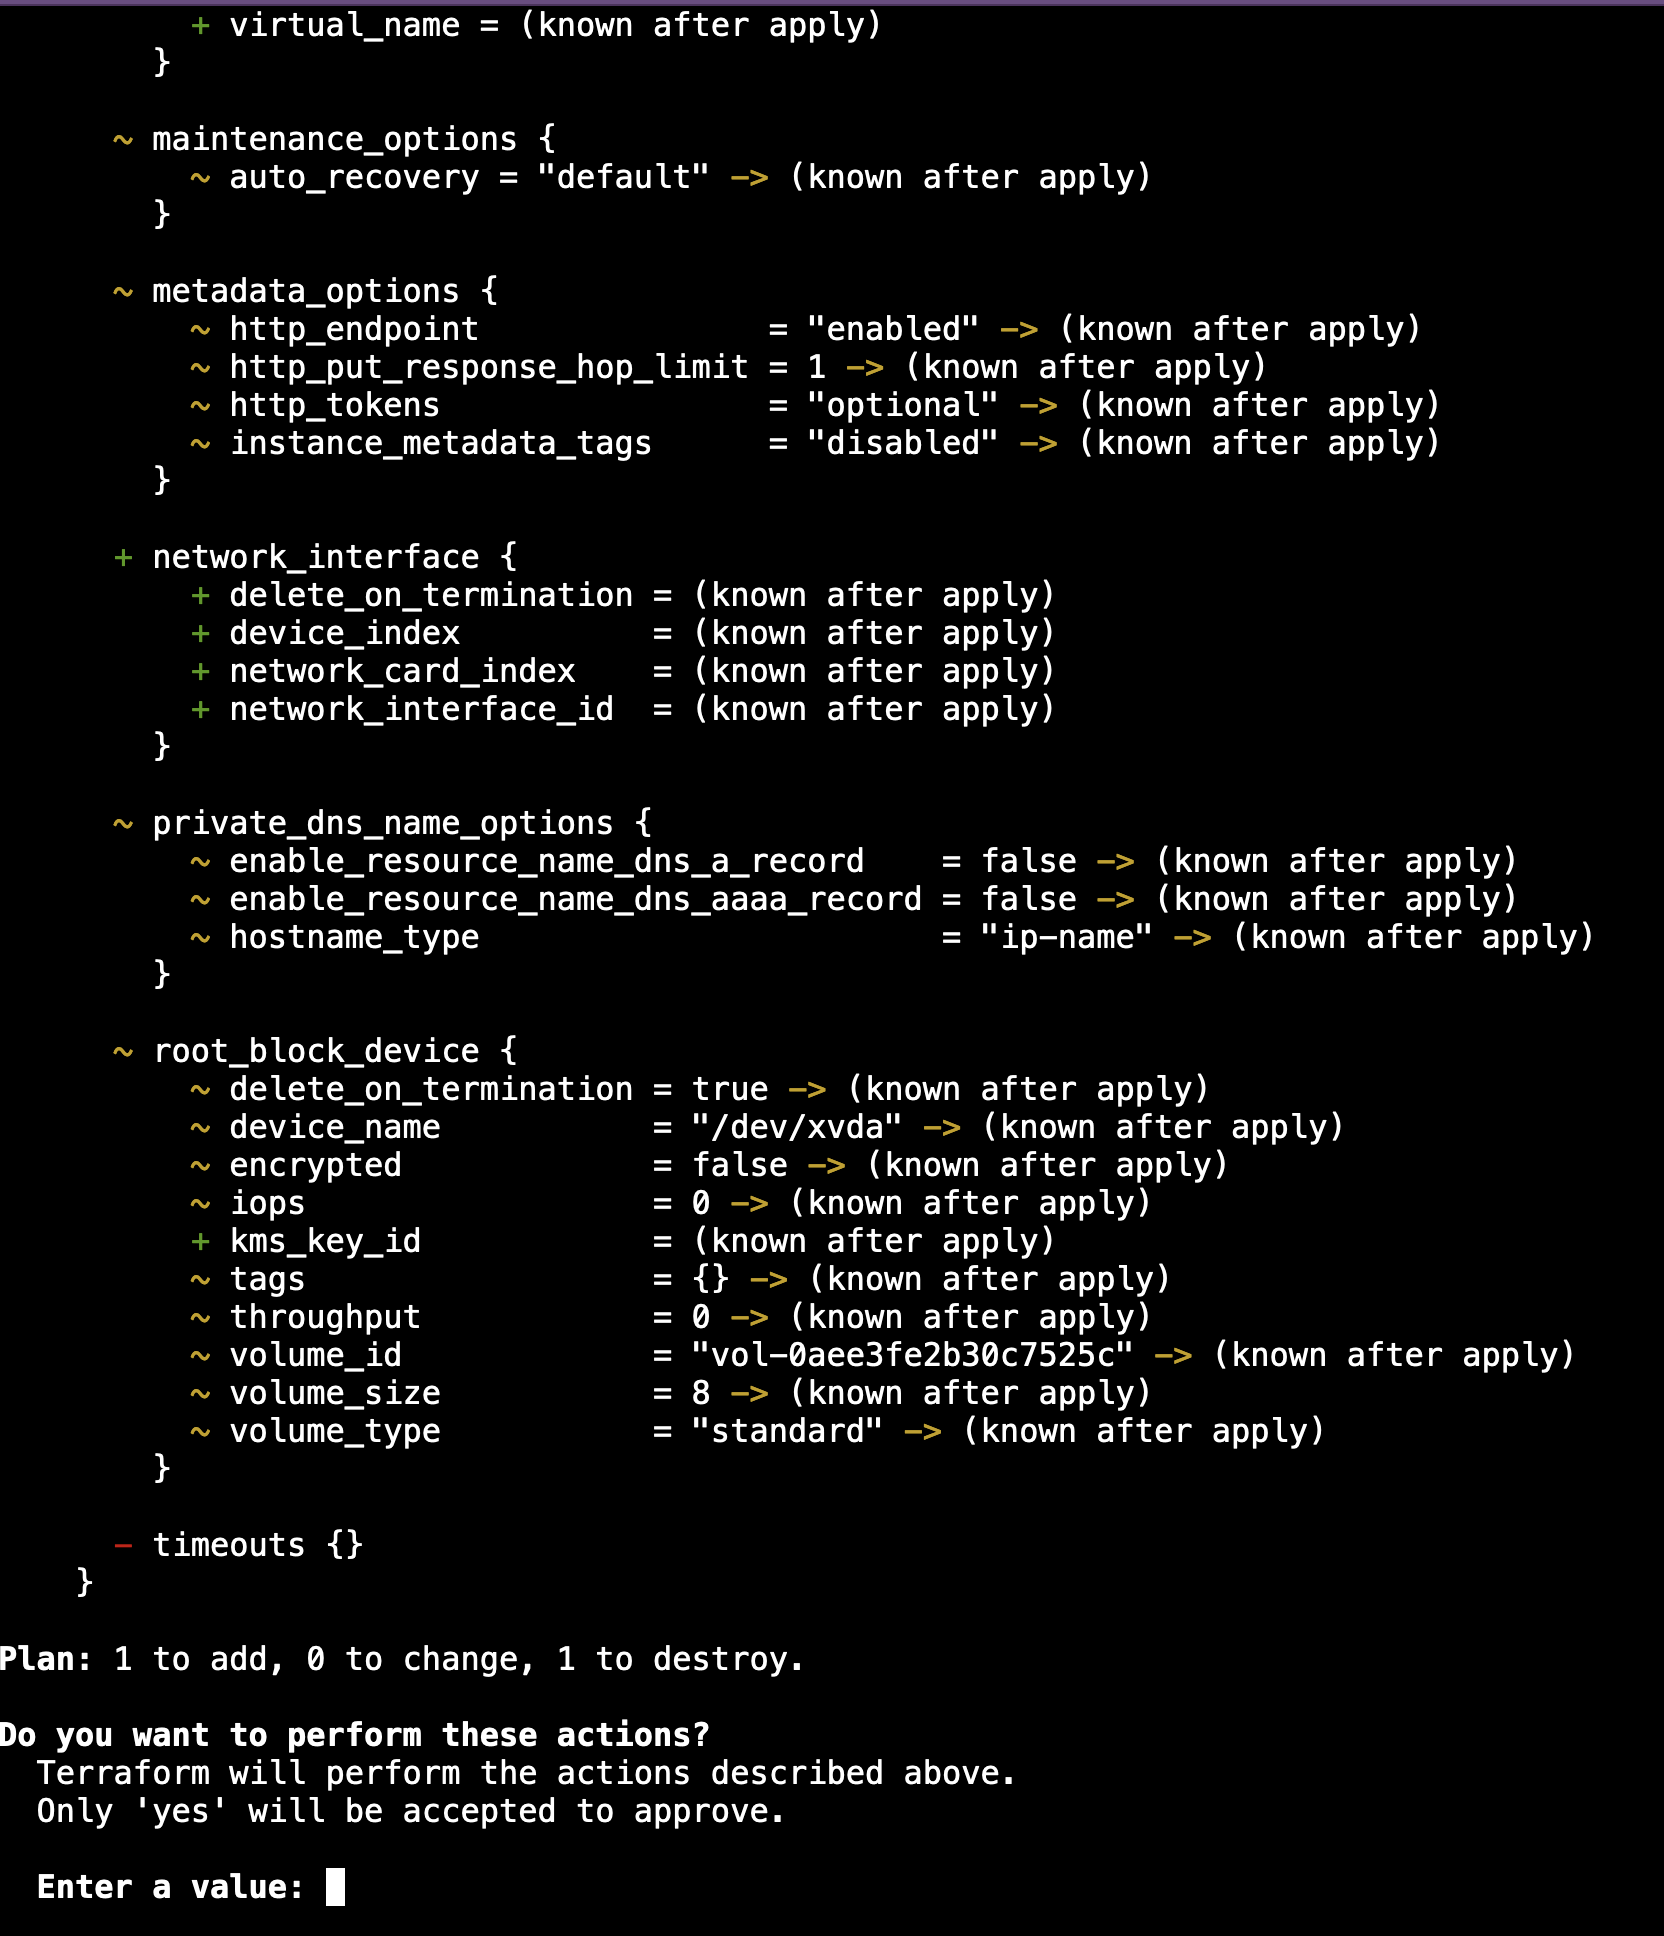 + virtual_name = (known after apply)
}
~ maintenance_options {
~ auto_recovery = "default" -> (known after apply)
}
~ metadata_options {
~ http_endpoint               = "enabled" -> (known after apply)
~ http_put_response_hop_limit = 1 -> (known after apply)
~ http_tokens                 = "optional" -> (known after apply)
~ instance_metadata_tags      = "disabled" -> (known after apply)
}
+ network_interface {
+ delete_on_termination = (known after apply)
+ device_index          = (known after apply)
+ network_card_index    = (known after apply)
+ network_interface_id  = (known after apply)
}
~ private_dns_name_options {
~ enable_resource_name_dns_a_record    = false -> (known after apply)
~ enable_resource_name_dns_aaaa_record = false -> (known after apply)
~ hostname_type                        = "ip-name" -> (known after apply)
}
~ root_block_device {
~ delete_on_termination = true -> (known after apply)
~ device_name           = "/dev/xvda" -> (known after apply)
~ encrypted             = false -> (known after apply)
~ iops                  = 0 -> (known after apply)
+ kms_key_id            = (known after apply)
~ tags                  = {} -> (known after apply)
~ throughput            = 0 -> (known after apply)
~ volume_id             = "vol-0aee3fe2b30c7525c" -> (known after apply)
~ volume_size           = 8 -> (known after apply)
~ volume_type           = "standard" -> (known after apply)
}
- timeouts {}
}
Plan: 1 to add, 0 to change, 1 to destroy.
Do you want to perform these actions?
Terraform will perform the actions described above.
Only 'yes' will be accepted to approve.
Enter a value: